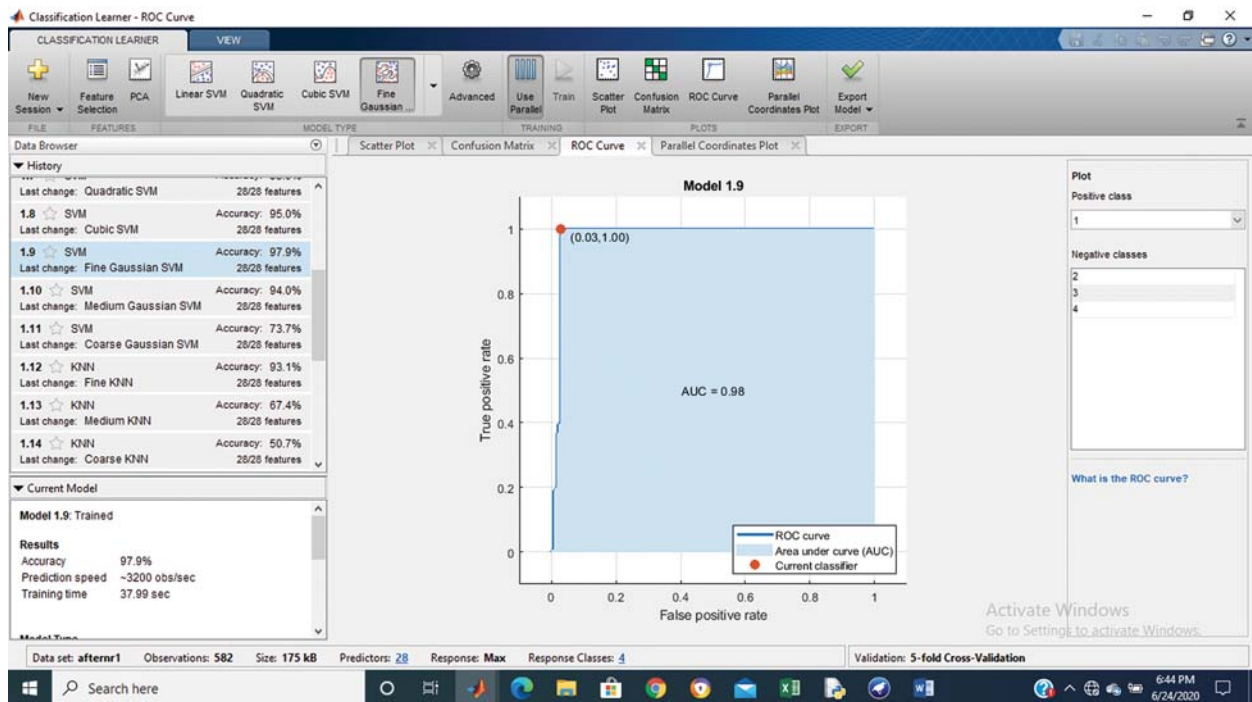 Classification Learner - ROC Curve
CLASSIFICATION LEARNER VIEW
New Session Feature Selection PCA Linear SVM Quadratic SVM Cubic SVM Fine Gaussian ... Advanced Use Parallel Train Scatter Plot Confusion Matrix ROC Curve Parallel Coordinates Plot Export Model
FILE FEATURES MODEL TYPE TRAINING PLOTS EXPORT
Data Browser
Scatter Plot Confusion Matrix ROC Curve Parallel Coordinates Plot
History
Last change: Quadratic SVM 28/28 features
1.8 SVM Accuracy: 95.0%
Last change: Cubic SVM 28/28 features
1.9 SVM Accuracy: 97.9%
Last change: Fine Gaussian SVM 28/28 features
1.10 SVM Accuracy: 94.0%
Last change: Medium Gaussian SVM 28/28 features
1.11 SVM Accuracy: 73.7%
Last change: Coarse Gaussian SVM 28/28 features
1.12 KNN Accuracy: 93.1%
Last change: Fine KNN 28/28 features
1.13 KNN Accuracy: 67.4%
Last change: Medium KNN 28/28 features
1.14 KNN Accuracy: 50.7%
Last change: Coarse KNN 28/28 features
Current Model
Model 1.9: Trained
Results
Accuracy 97.9%
Prediction speed ~3200 obs/sec
Training time 37.99 sec
Model Type
Model 1.9
(0.03,1.00)
AUC = 0.98
True positive rate
1
0.8
0.6
0.4
0.2
0
0 0.2 0.4 0.6 0.8 1
False positive rate
ROC curve
Area under curve (AUC)
Current classifier
Plot
Positive class
1
Negative classes
2
3
4
What is the ROC curve?
Activate Windows
Go to Settings to activate Windows.
Data set: afternr1 Observations: 582 Size: 175 kB Predictors: 28 Response: Max Response Classes: 4 Validation: 5-fold Cross-Validation
Search here
6:44 PM
6/24/2020